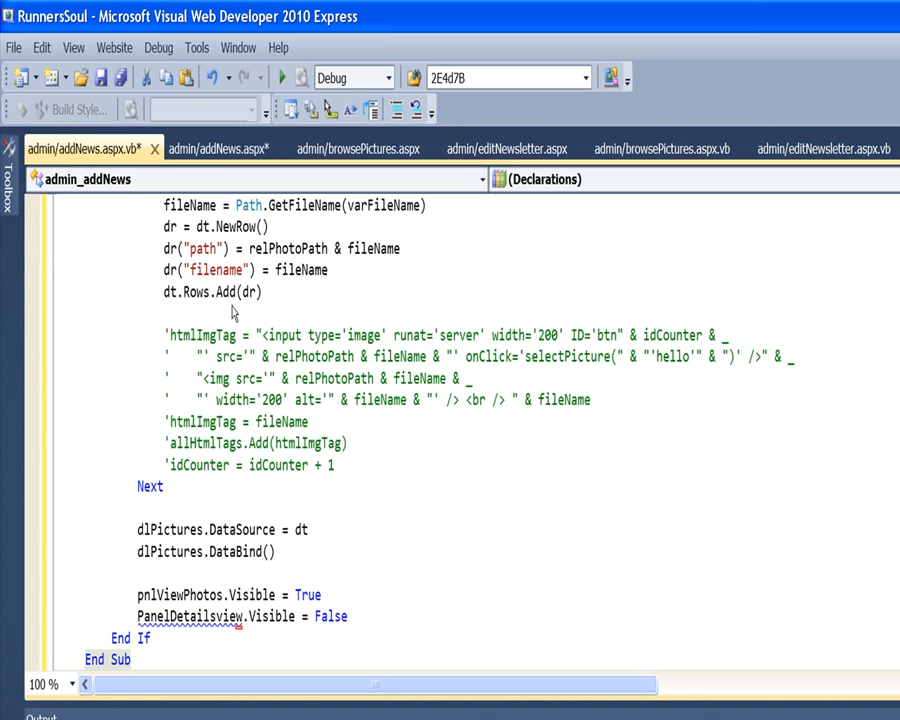 RunnersSoul - Microsoft Visual Web Developer 2010 Express
File Edit View Website Debug Tools Window Help
Debug 2E4d7B
Build Style...
admin/addNews.aspx.vb* admin/addNews.aspx* admin/browsePictures.aspx admin/editNewsletter.aspx admin/browsePictures.aspx.vb admin/editNewsletter.aspx.vb
Toolbox
admin_addNews (Declarations)
fileName = Path.GetFileName(varFileName)
dr = dt.NewRow()
dr("path") = relPhotoPath & fileName
dr("filename") = fileName
dt.Rows.Add(dr)
'htmlImgTag = "<input type='image' runat='server' width='200' ID='btn" & idCounter & _
' "' src='" & relPhotoPath & fileName & "' onClick='selectPicture(" & "'hello'" & ")' />" & _
' "<img src='" & relPhotoPath & fileName & _
' "' width='200' alt='" & fileName & "' /> <br /> " & fileName
'htmlImgTag = fileName
'allHtmlTags.Add(htmlImgTag)
'idCounter = idCounter + 1
Next
dlPictures.DataSource = dt
dlPictures.DataBind()
pnlViewPhotos.Visible = True
PanelDetailsview.Visible = False
End If
End Sub
100 %
Output